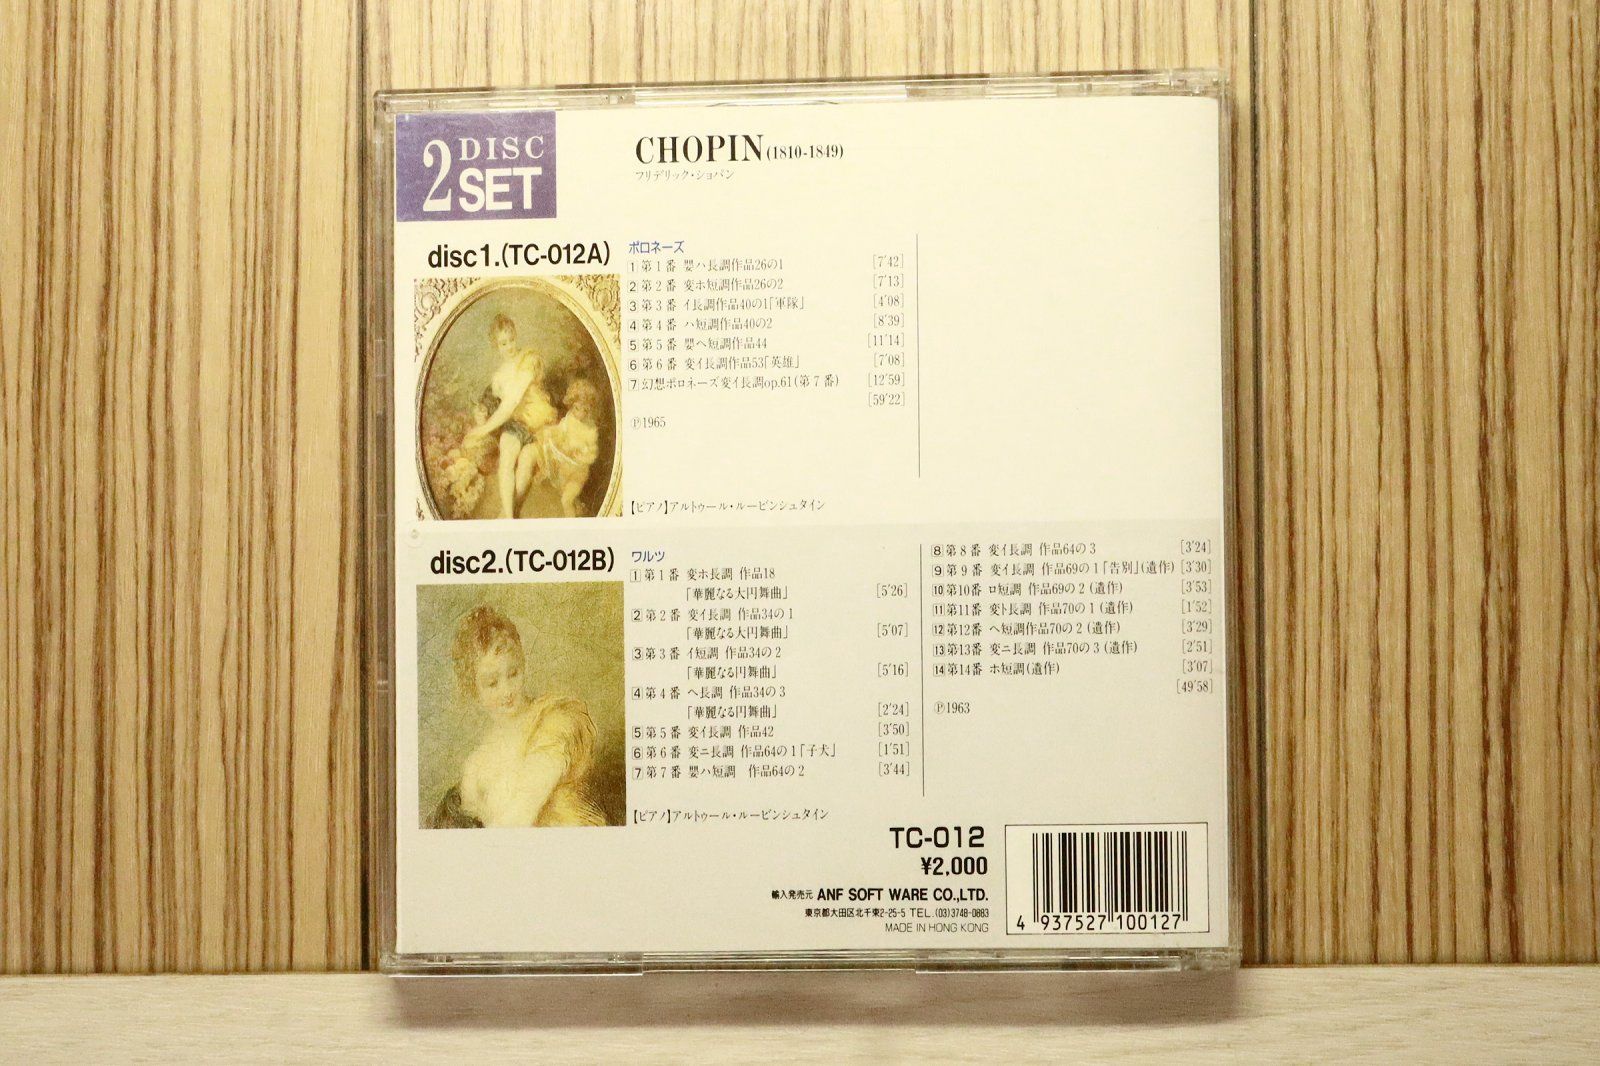 2 DISC SET
CHOPIN(1810-1849)
フリデリック・ショパン
disc1.(TC-012A)
ポロネーズ
1 第1番 嬰ハ長調作品26の1 [7'42]
2 第2番 変ホ短調作品26の2 [7'13]
3 第3番 イ長調作品40の1「軍隊」 [4'08]
4 第4番 ハ短調作品40の2 [8'39]
5 第5番 嬰ヘ短調作品44 [11'14]
6 第6番 変イ長調作品53「英雄」 [7'08]
7 幻想ポロネーズ変イ長調op.61(第7番) [12'59]
[59'22]
Ⓟ1965
【ピアノ】アルトゥール・ルービンシュタイン
disc2.(TC-012B)
ワルツ
1 第1番 変ホ長調 作品18
「華麗なる大円舞曲」 [5'26]
2 第2番 変イ長調 作品34の1
「華麗なる大円舞曲」 [5'07]
3 第3番 イ短調 作品34の2
「華麗なる円舞曲」 [5'16]
4 第4番 ヘ長調 作品34の3
「華麗なる円舞曲」 [2'24]
5 第5番 変イ長調 作品42 [3'50]
6 第6番 変ニ長調 作品64の1「子犬」 [1'51]
7 第7番 嬰ハ短調 作品64の2 [3'44]
8 第8番 変イ長調 作品64の3 [3'24]
9 第9番 変イ長調 作品69の1「告別」(遺作) [3'30]
10 第10番 ロ短調 作品69の2(遺作) [3'53]
11 第11番 変ト長調 作品70の1(遺作) [1'52]
12 第12番 ヘ短調作品70の2(遺作) [3'29]
13 第13番 変ニ長調 作品70の3(遺作) [2'51]
14 第14番 ホ短調(遺作) [3'07]
[49'58]
Ⓟ1963
【ピアノ】アルトゥール・ルービンシュタイン
TC-012
¥2,000
輸入発売元 ANF SOFT WARE CO.,LTD.
東京都大田区北千束2-25-5 TEL.(03)3748-0883
MADE IN HONG KONG
4 937527 100127